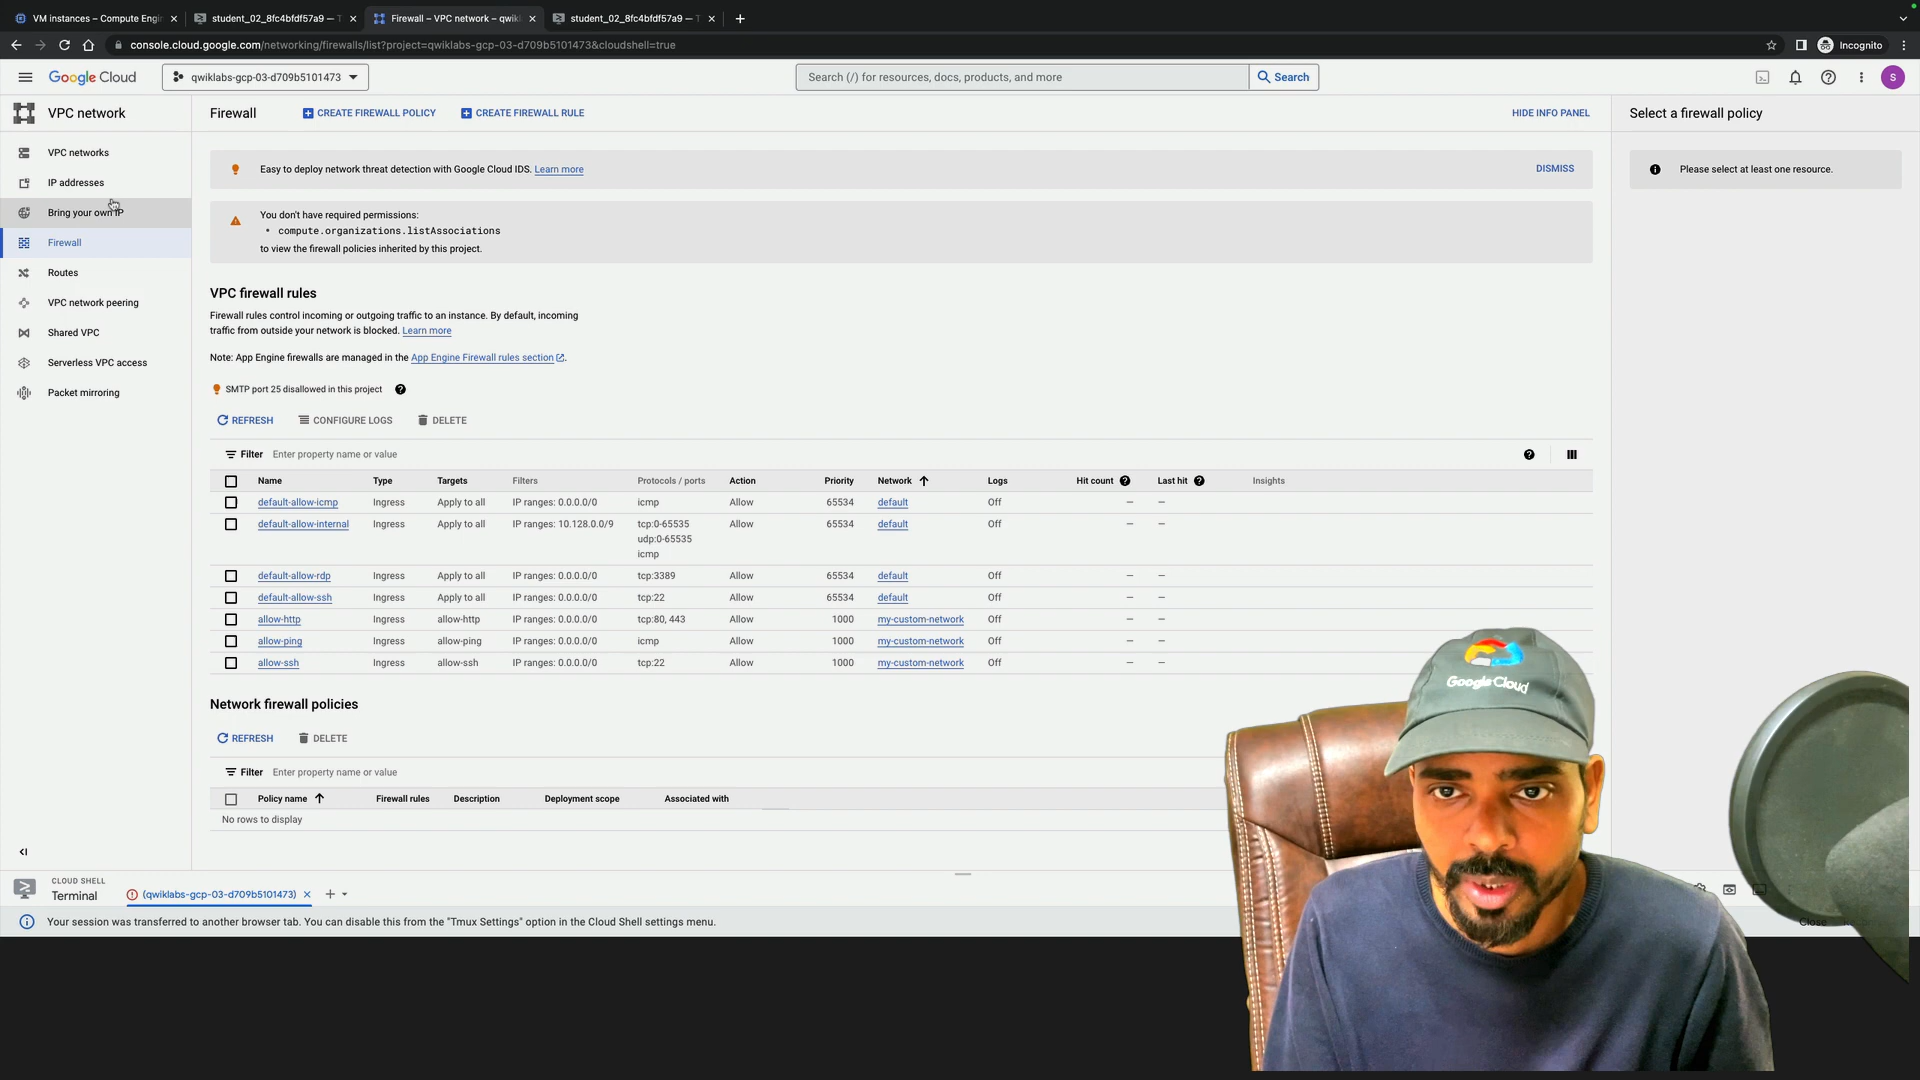 VM instances – Compute Engi
student_02_8fc4bfdf57a9 — T
Firewall – VPC network – qwikl
student_02_8fc4bfdf57a9 — T
console.cloud.google.com/networking/firewalls/list?project=qwiklabs-gcp-03-d709b5101473&cloudshell=true
Incognito
Google Cloud
qwiklabs-gcp-03-d709b5101473
Search (/) for resources, docs, products, and more
Search
S
VPC network
VPC networks
IP addresses
Bring your own IP
Firewall
Routes
VPC network peering
Shared VPC
Serverless VPC access
Packet mirroring
Firewall
CREATE FIREWALL POLICY
CREATE FIREWALL RULE
HIDE INFO PANEL
Select a firewall policy
Please select at least one resource.
Easy to deploy network threat detection with Google Cloud IDS. Learn more
DISMISS
You don't have required permissions:
• compute.organizations.listAssociations
to view the firewall policies inherited by this project.
VPC firewall rules
Firewall rules control incoming or outgoing traffic to an instance. By default, incoming
traffic from outside your network is blocked. Learn more
Note: App Engine firewalls are managed in the App Engine Firewall rules section.
SMTP port 25 disallowed in this project
REFRESH CONFIGURE LOGS DELETE
Filter Enter property name or value
Name Type Targets Filters Protocols / ports Action Priority Network Logs Hit count Last hit Insights
default-allow-icmp Ingress Apply to all IP ranges: 0.0.0.0/0 icmp Allow 65534 default Off — —
default-allow-internal Ingress Apply to all IP ranges: 10.128.0.0/9 tcp:0-65535 Allow 65534 default Off — —
udp:0-65535
icmp
default-allow-rdp Ingress Apply to all IP ranges: 0.0.0.0/0 tcp:3389 Allow 65534 default Off — —
default-allow-ssh Ingress Apply to all IP ranges: 0.0.0.0/0 tcp:22 Allow 65534 default Off — —
allow-http Ingress allow-http IP ranges: 0.0.0.0/0 tcp:80, 443 Allow 1000 my-custom-network Off — —
allow-ping Ingress allow-ping IP ranges: 0.0.0.0/0 icmp Allow 1000 my-custom-network Off — —
allow-ssh Ingress allow-ssh IP ranges: 0.0.0.0/0 tcp:22 Allow 1000 my-custom-network Off — —
Network firewall policies
REFRESH DELETE
Filter Enter property name or value
Policy name Firewall rules Description Deployment scope Associated with
No rows to display
Google Cloud
CLOUD SHELL
Terminal
(qwiklabs-gcp-03-d709b5101473)
Your session was transferred to another browser tab. You can disable this from the "Tmux Settings" option in the Cloud Shell settings menu.
Close